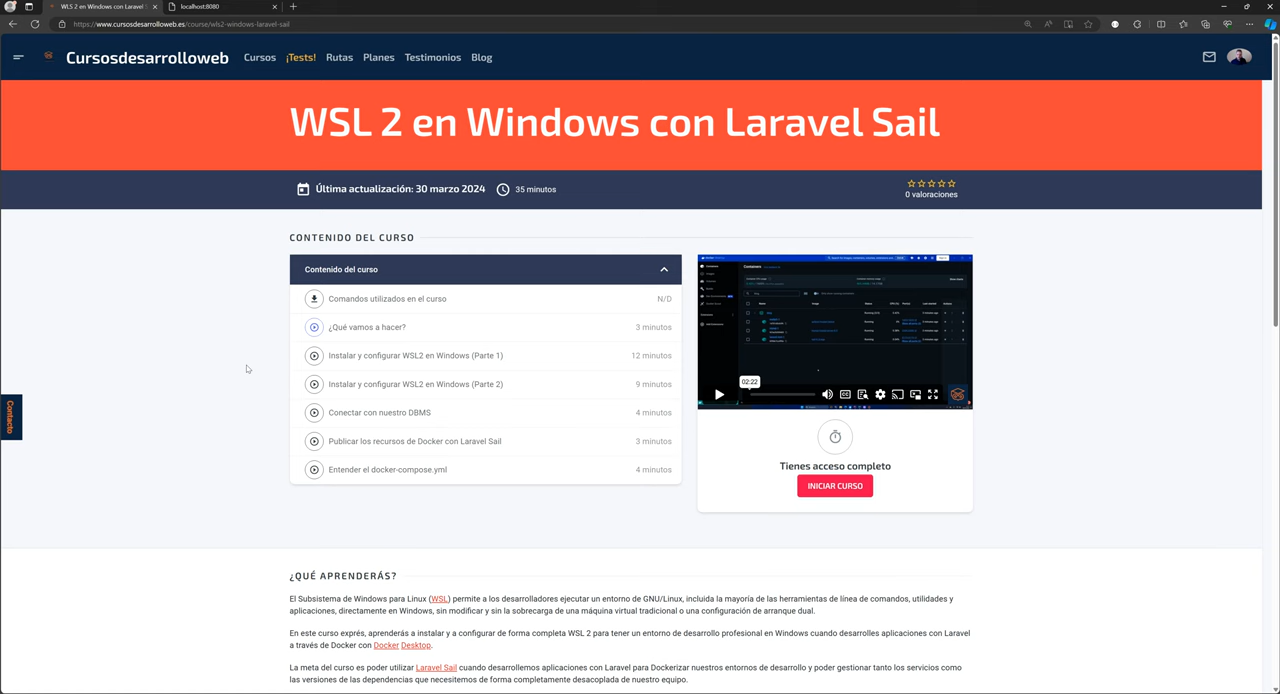 WLS 2 en Windows con Laravel S
localhost:8080
https://www.cursosdesarrolloweb.es/course/wls2-windows-laravel-sail
Cursosdesarrolloweb
Cursos
¡Tests!
Rutas
Planes
Testimonios
Blog
WSL 2 en Windows con Laravel Sail
Última actualización: 30 marzo 2024
35 minutos
0 valoraciones
CONTENIDO DEL CURSO
Contenido del curso
Comandos utilizados en el curso N/D
¿Qué vamos a hacer? 3 minutos
Instalar y configurar WSL2 en Windows (Parte 1) 12 minutos
Instalar y configurar WSL2 en Windows (Parte 2) 9 minutos
Conectar con nuestro DBMS 4 minutos
Publicar los recursos de Docker con Laravel Sail 3 minutos
Entender el docker-compose.yml 4 minutos
Containers
02:22
Tienes acceso completo
INICIAR CURSO
Contacto
¿QUÉ APRENDERÁS?
El Subsistema de Windows para Linux (WSL) permite a los desarrolladores ejecutar un entorno de GNU/Linux, incluida la mayoría de las herramientas de línea de comandos, utilidades y
aplicaciones, directamente en Windows, sin modificar y sin la sobrecarga de una máquina virtual tradicional o una configuración de arranque dual.
En este curso exprés, aprenderás a instalar y a configurar de forma completa WSL 2 para tener un entorno de desarrollo profesional en Windows cuando desarrolles aplicaciones con Laravel
a través de Docker con Docker Desktop.
La meta del curso es poder utilizar Laravel Sail cuando desarrollemos aplicaciones con Laravel para Dockerizar nuestros entornos de desarrollo y poder gestionar tanto los servicios como
las versiones de las dependencias que necesitemos de forma completamente desacoplada de nuestro equipo.